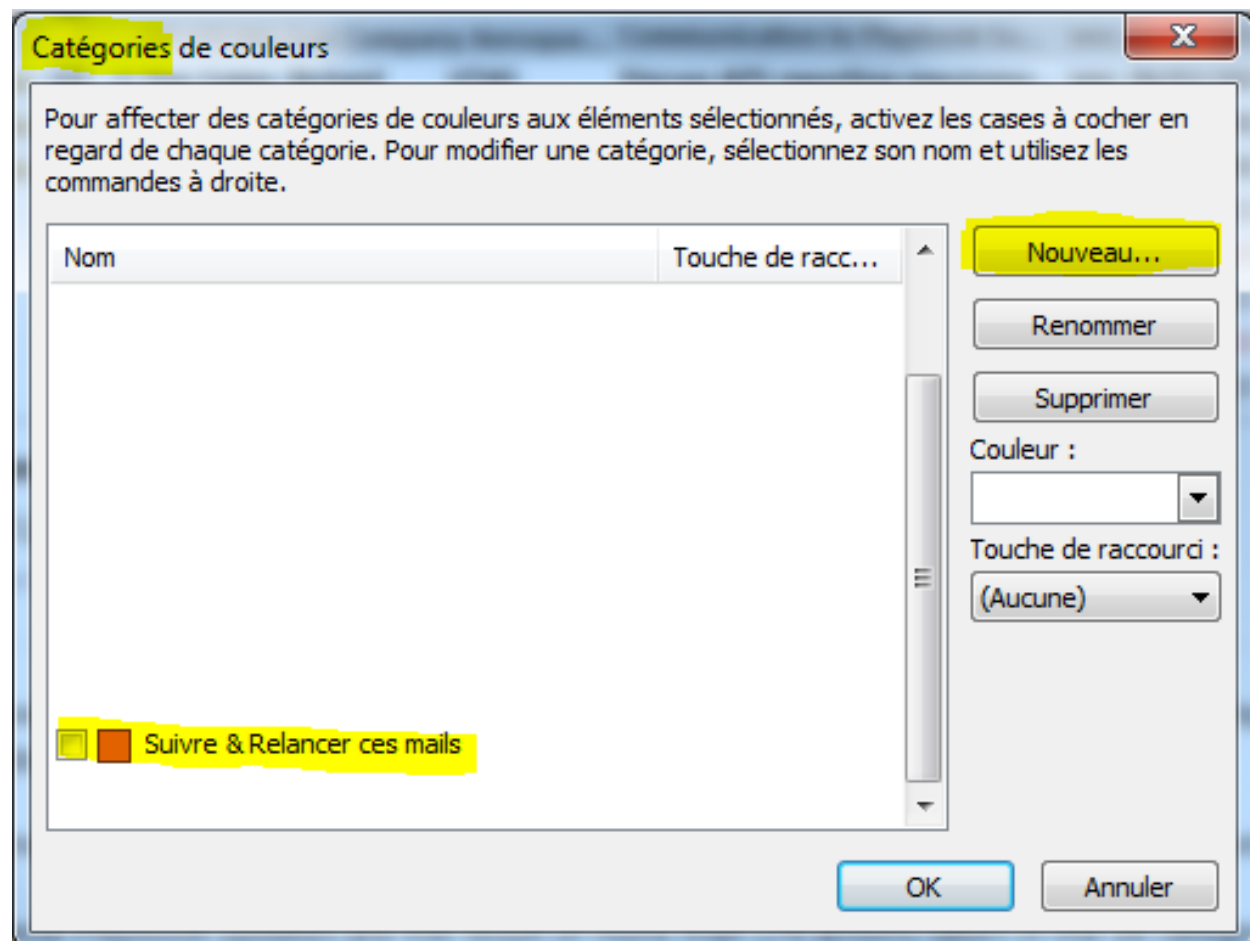 Catégories de couleurs
Pour affecter des catégories de couleurs aux éléments sélectionnés, activez les cases à cocher en
regard de chaque catégorie. Pour modifier une catégorie, sélectionnez son nom et utilisez les
commandes à droite.
Nom
Touche de racc...
Nouveau...
Renommer
Supprimer
Couleur :
Touche de raccourci :
(Aucune)
Suivre & Relancer ces mails
OK
Annuler